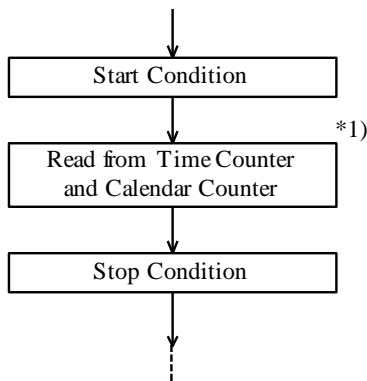 Start Condition
*1)
Read from Time Counter
and Calendar Counter
Stop Condition